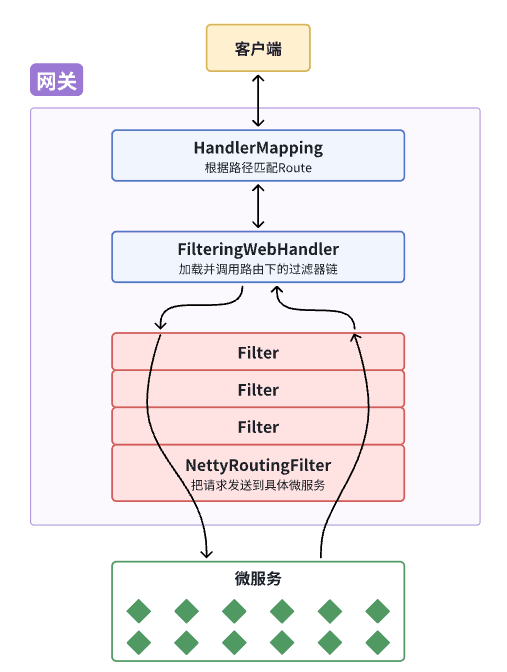 客户端
网关
HandlerMapping
根据路径匹配Route
FilteringWebHandler
加载并调用路由下的过滤器链
Filter
Filter
Filter
NettyRoutingFilter
把请求发送到具体微服务
微服务